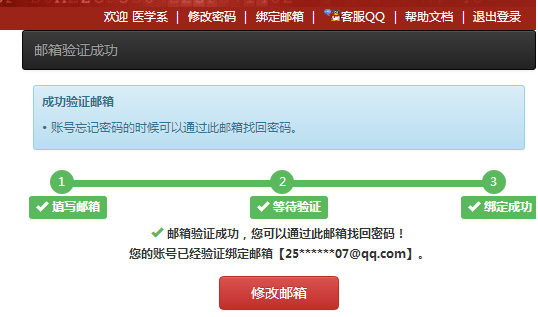 欢迎 医学系 | 修改密码 | 绑定邮箱 | 客服QQ | 帮助文档 | 退出登录
邮箱验证成功
成功验证邮箱
• 账号忘记密码的时候可以通过此邮箱找回密码。
1 2 3
✔ 填写邮箱 ✔ 等待验证 ✔ 绑定成功
✔ 邮箱验证成功，您可以通过此邮箱找回密码！
您的账号已经验证绑定邮箱【25******07@qq.com】。
修改邮箱